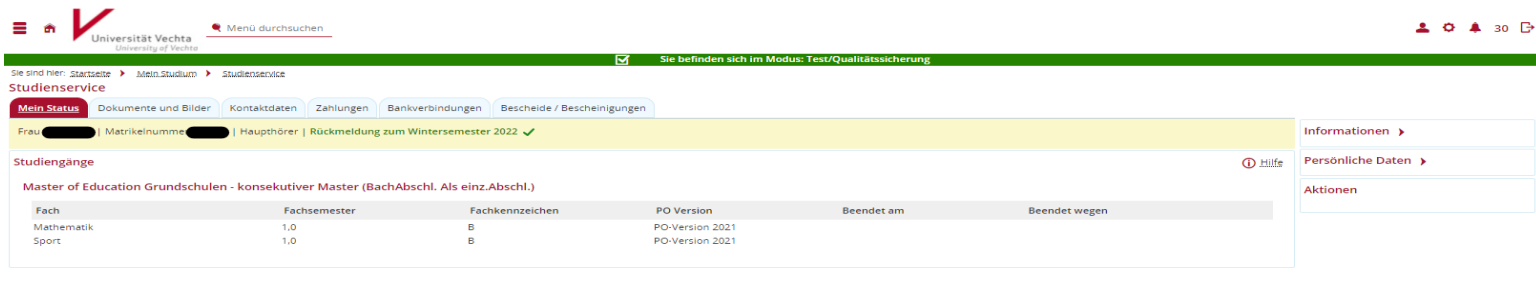 Universität Vechta
University of Vechta
Menü durchsuchen
30
Sie befinden sich im Modus: Test/Qualitätssicherung
Sie sind hier: Startseite Mein Studium Studienservice
Studienservice
Mein Status Dokumente und Bilder Kontaktdaten Zahlungen Bankverbindungen Bescheide / Bescheinigungen
Frau | Matrikelnumme | Haupthörer | Rückmeldung zum Wintersemester 2022
Informationen
Studiengänge
Hilfe
Persönliche Daten
Master of Education Grundschulen - konsekutiver Master (BachAbschl. Als einz.Abschl.)
Aktionen
Fach Fachsemester Fachkennzeichen PO Version Beendet am Beendet wegen
Mathematik 1,0 B PO-Version 2021
Sport 1,0 B PO-Version 2021